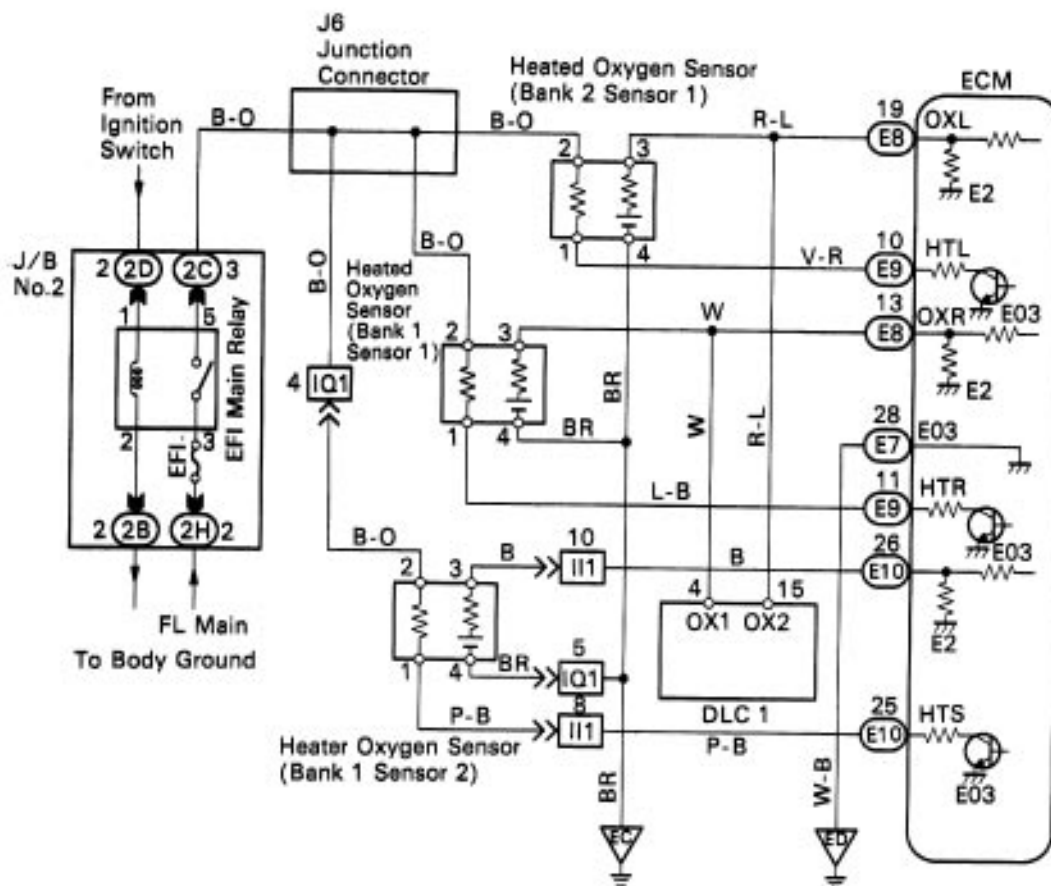 J6
Junction
Connector
Heated Oxygen Sensor
(Bank 2 Sensor 1)
ECM
From
Ignition
Switch
B-O
B-O
R-L
19
E8
OXL
E2
2
3
1
4
J/B
No.2
2
2D
2C
3
1
5
EFI Main Relay
2
3
EFI
2
2B
2H
2
FL Main
To Body Ground
B-O
B-O
Heated
Oxygen
Sensor
(Bank 1
Sensor 1)
2
3
1
4
4
IQ1
V-R
10
E9
HTL
E03
W
13
E8
OXR
E2
BR
BR
W
R-L
28
E7
E03
L-B
11
E9
HTR
E03
B-O
2
3
1
4
B
10
II1
B
26
E10
E2
4
15
OX1
OX2
DLC 1
BR
5
IQ1
8
II1
P-B
P-B
25
E10
HTS
E03
Heater Oxygen Sensor
(Bank 1 Sensor 2)
BR
W-B
EC
ED